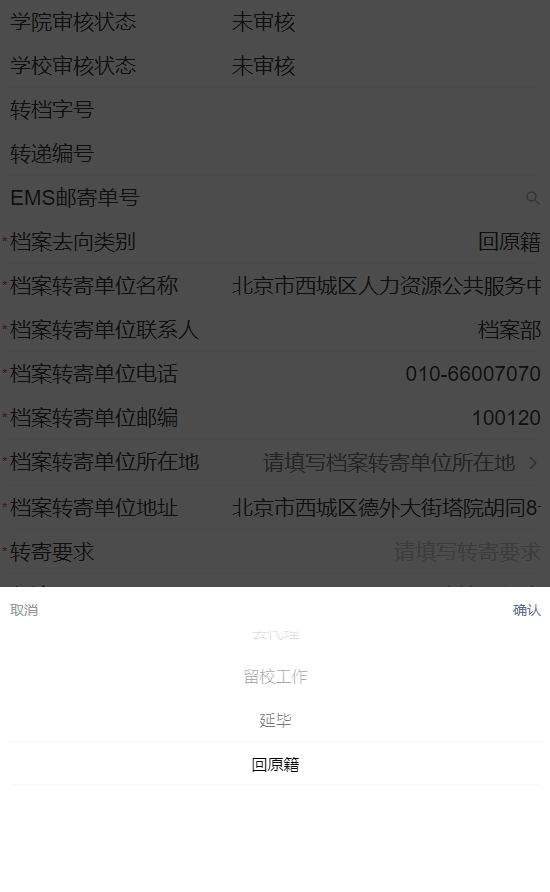 学院审核状态 未审核
学校审核状态 未审核
转档字号
转递编号
EMS邮寄单号
*档案去向类别 回原籍
*档案转寄单位名称 北京市西城区人力资源公共服务中
*档案转寄单位联系人 档案部
*档案转寄单位电话 010-66007070
*档案转寄单位邮编 100120
*档案转寄单位所在地 请填写档案转寄单位所在地
*档案转寄单位地址 北京市西城区德外大街塔院胡同8
*转寄要求 请填写转寄要求
取消 确认
去代理
留校工作
延毕
回原籍